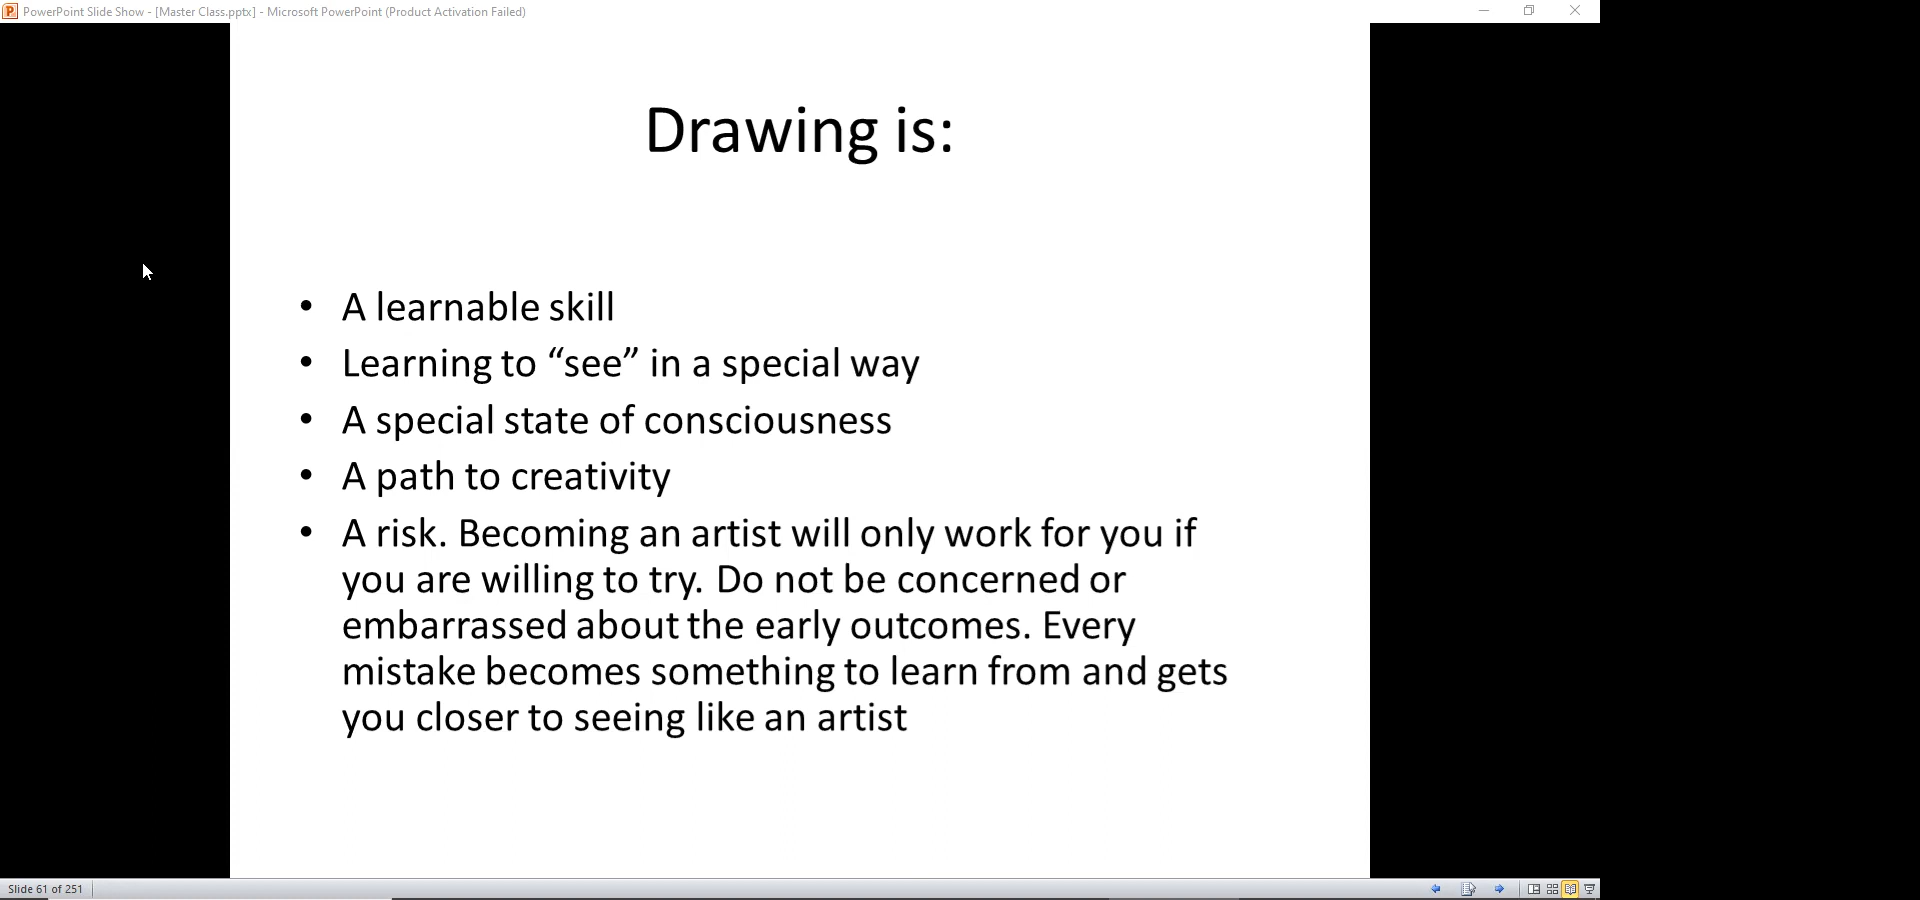 PowerPoint Slide Show - [Master Class.pptx] - Microsoft PowerPoint (Product Activation Failed)
Drawing is:
• A learnable skill
• Learning to “see” in a special way
• A special state of consciousness
• A path to creativity
• A risk. Becoming an artist will only work for you if
you are willing to try. Do not be concerned or
embarrassed about the early outcomes. Every
mistake becomes something to learn from and gets
you closer to seeing like an artist
Slide 61 of 251